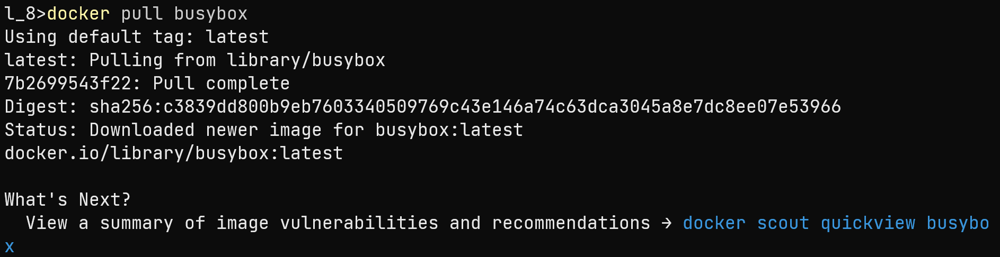 l_8>docker pull busybox
Using default tag: latest
latest: Pulling from library/busybox
7b2699543f22: Pull complete
Digest: sha256:c3839dd800b9eb7603340509769c43e146a74c63dca3045a8e7dc8ee07e53966
Status: Downloaded newer image for busybox:latest
docker.io/library/busybox:latest

What's Next?
  View a summary of image vulnerabilities and recommendations → docker scout quickview busybo
x